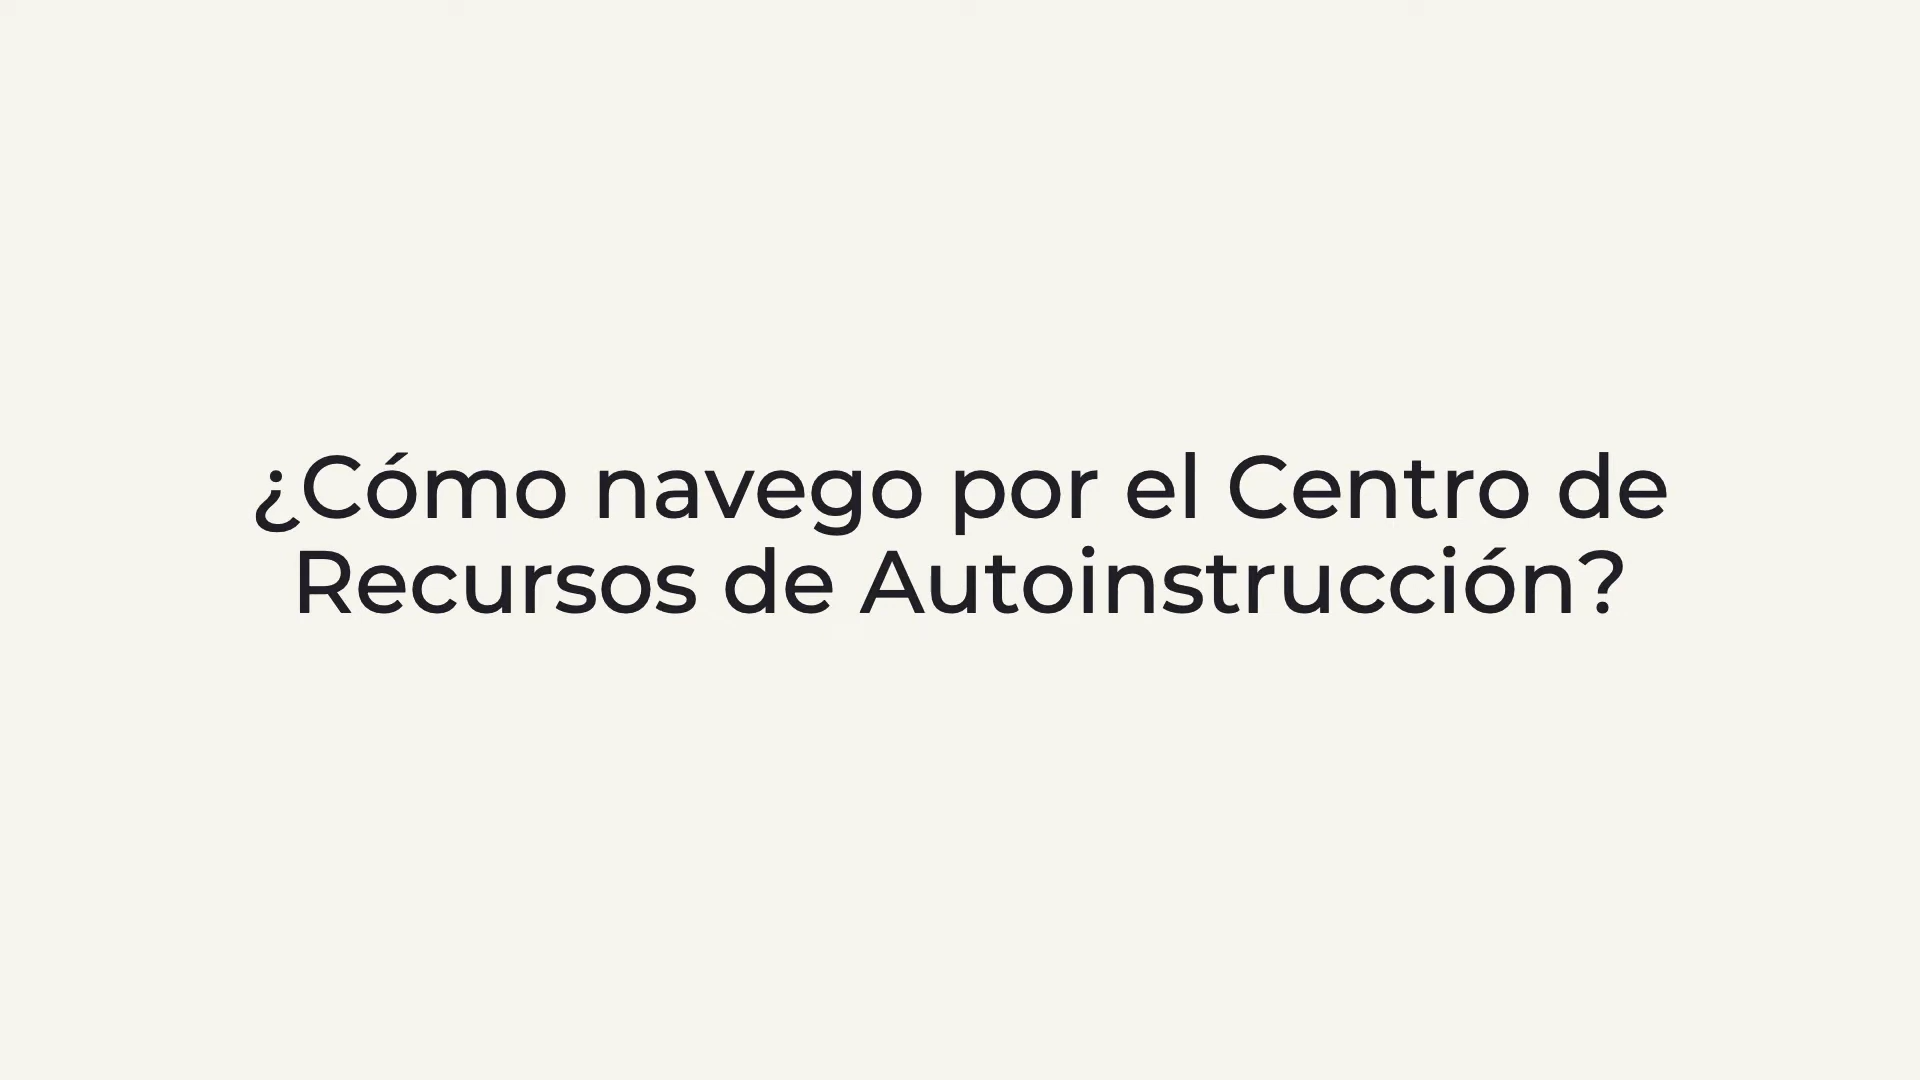 ¿Cómo navego por el Centro de
Recursos de Autoinstrucción?